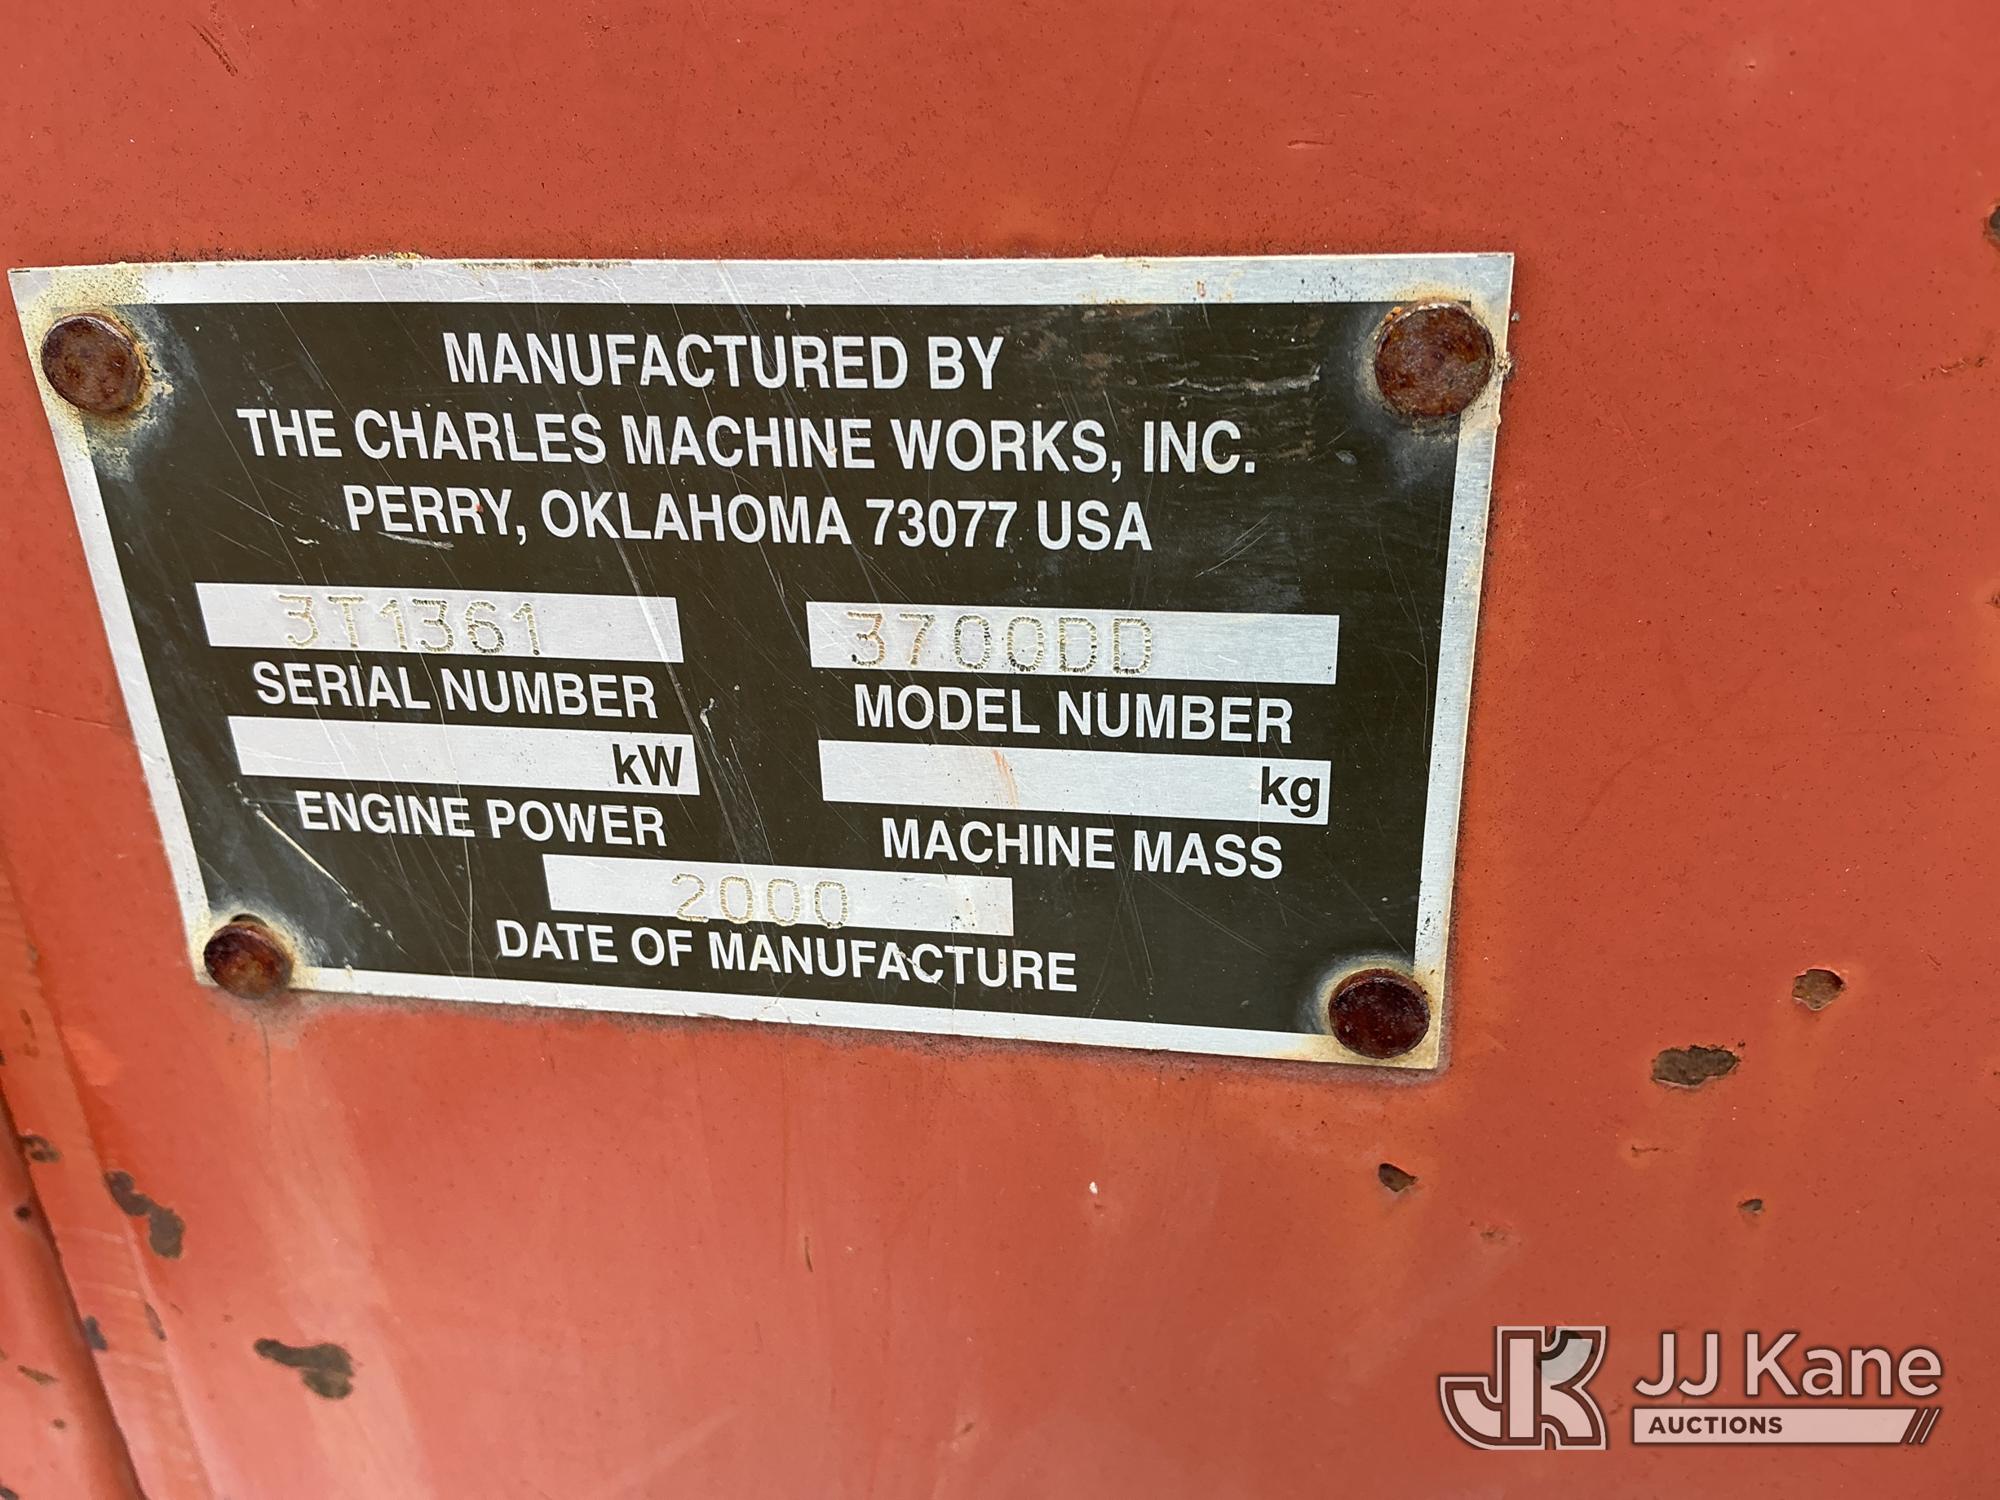 MANUFACTURED BY
THE CHARLES MACHINE WORKS, INC.
PERRY, OKLAHOMA 73077 USA
3T1361 3700DD
SERIAL NUMBER MODEL NUMBER
kW kg
ENGINE POWER MACHINE MASS
2000
DATE OF MANUFACTURE
JK JJ Kane
AUCTIONS